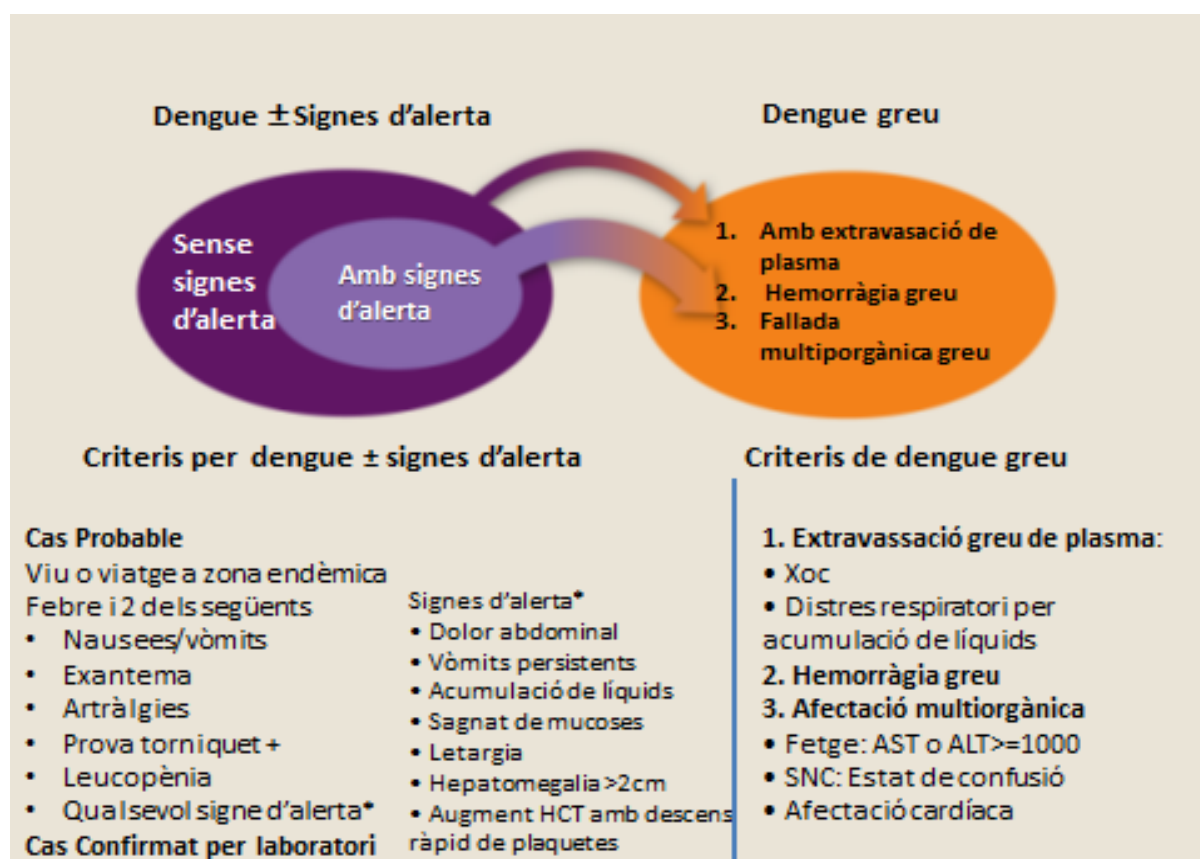 Dengue ± Signes d'alerta
Dengue greu
Sense
signes
d'alerta
Amb signes
d'alerta
1. Amb extravasació de
plasma
2. Hemorràgia greu
3. Fallada
multiporgànica greu
Criteris per dengue ± signes d'alerta
Criteris de dengue greu
Cas Probable
Viu o viatge a zona endèmica
Febre i 2 dels següents
• Nausees/vòmits
• Exantema
• Artràlgies
• Prova torniquet +
• Leucopènia
• Qualsevol signe d'alerta*
Cas Confirmat per laboratori
Signes d'alerta*
• Dolor abdominal
• Vòmits persistents
• Acumulació de líquids
• Sagnat de mucoses
• Letargia
• Hepatomegalia >2cm
• Augment HCT amb descens
ràpid de plaquetes
1. Extravassació greu de plasma:
• Xoc
• Distres respiratori per
acumulació de líquids
2. Hemorràgia greu
3. Afectació multiorgànica
• Fetge: AST o ALT>=1000
• SNC: Estat de confusió
• Afectació cardíaca